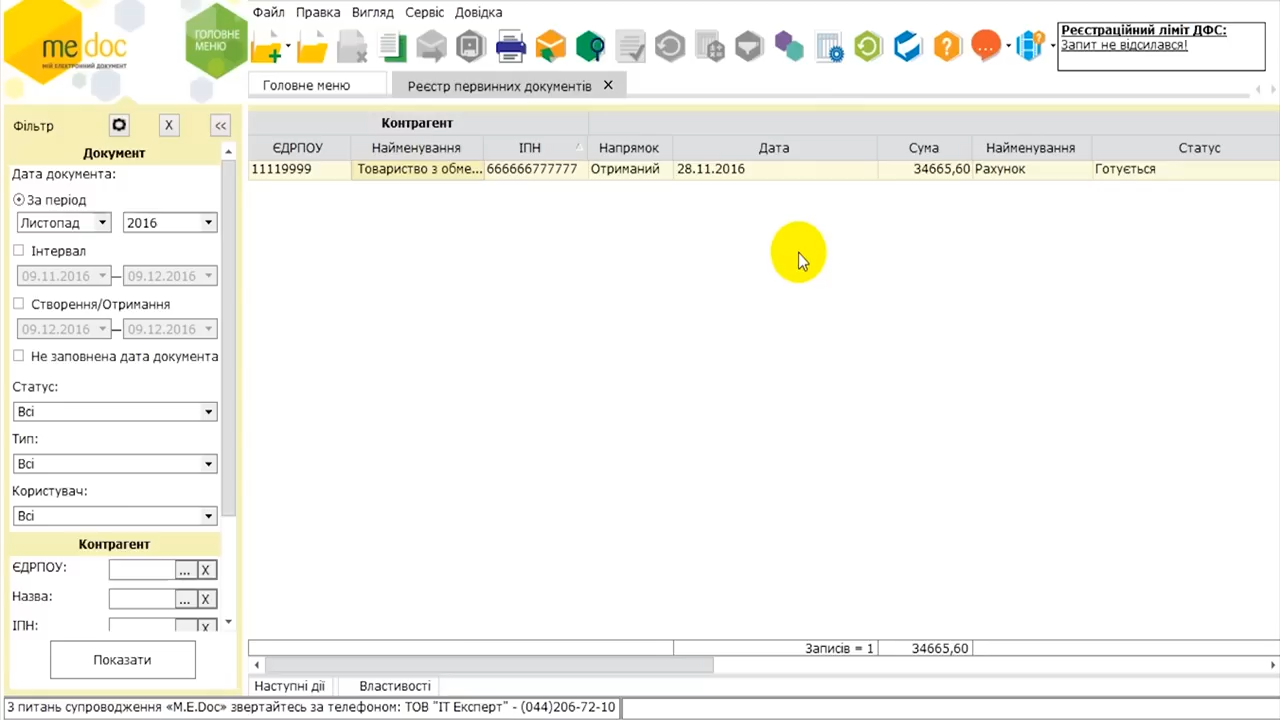 Файл Правка Вигляд Сервіс Довідка
me doc
МІЙ ЕЛЕКТРОННИЙ ДОКУМЕНТ
ГОЛОВНЕ
МЕНЮ
Реєстраційний ліміт ДФС:
Запит не відсилався!
Головне меню
Реєстр первинних документів X
Фільтр X <<
Документ
Дата документа:
За період
Листопад 2016
Інтервал
09.11.2016 — 09.12.2016
Створення/Отримання
09.12.2016 — 09.12.2016
Не заповнена дата документа
Статус:
Всі
Тип:
Всі
Користувач:
Всі
Контрагент
ЄДРПОУ: ... X
Назва: ... X
ІПН: ... X
Показати
Контрагент
ЄДРПОУ Найменування ІПН Напрямок Дата Сума Найменування Статус
11119999 Товариство з обме... 666666777777 Отриманий 28.11.2016 34665,60 Рахунок Готується
Записів = 1 34665,60
Наступні дії Властивості
З питань супроводження «M.E.Doc» звертайтесь за телефоном: ТОВ "ІТ Експерт" - (044)206-72-10